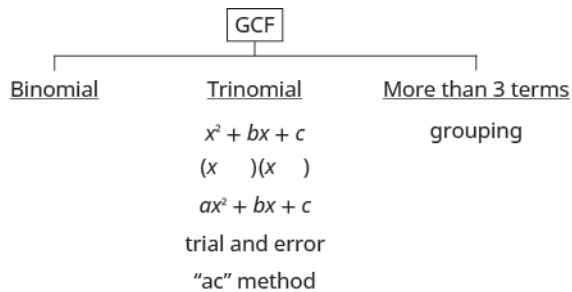 GCF
Binomial
Trinomial
More than 3 terms
x² + bx + c
grouping
(x    )(x    )
ax² + bx + c
trial and error
“ac” method